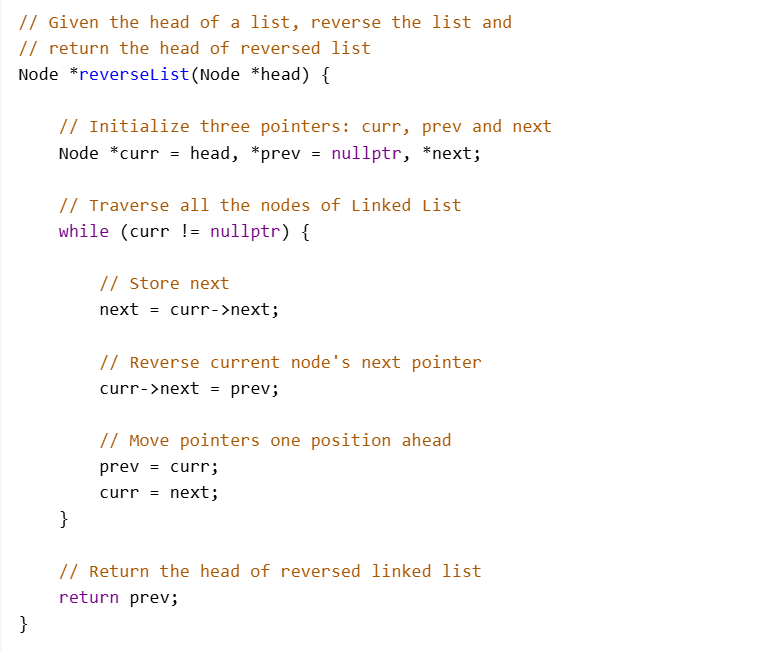 // Given the head of a list, reverse the list and
// return the head of reversed list
Node *reverseList(Node *head) {
    // Initialize three pointers: curr, prev and next
    Node *curr = head, *prev = nullptr, *next;
    // Traverse all the nodes of Linked List
    while (curr != nullptr) {
        // Store next
        next = curr->next;
        // Reverse current node's next pointer
        curr->next = prev;
        // Move pointers one position ahead
        prev = curr;
        curr = next;
    }
    // Return the head of reversed linked list
    return prev;
}